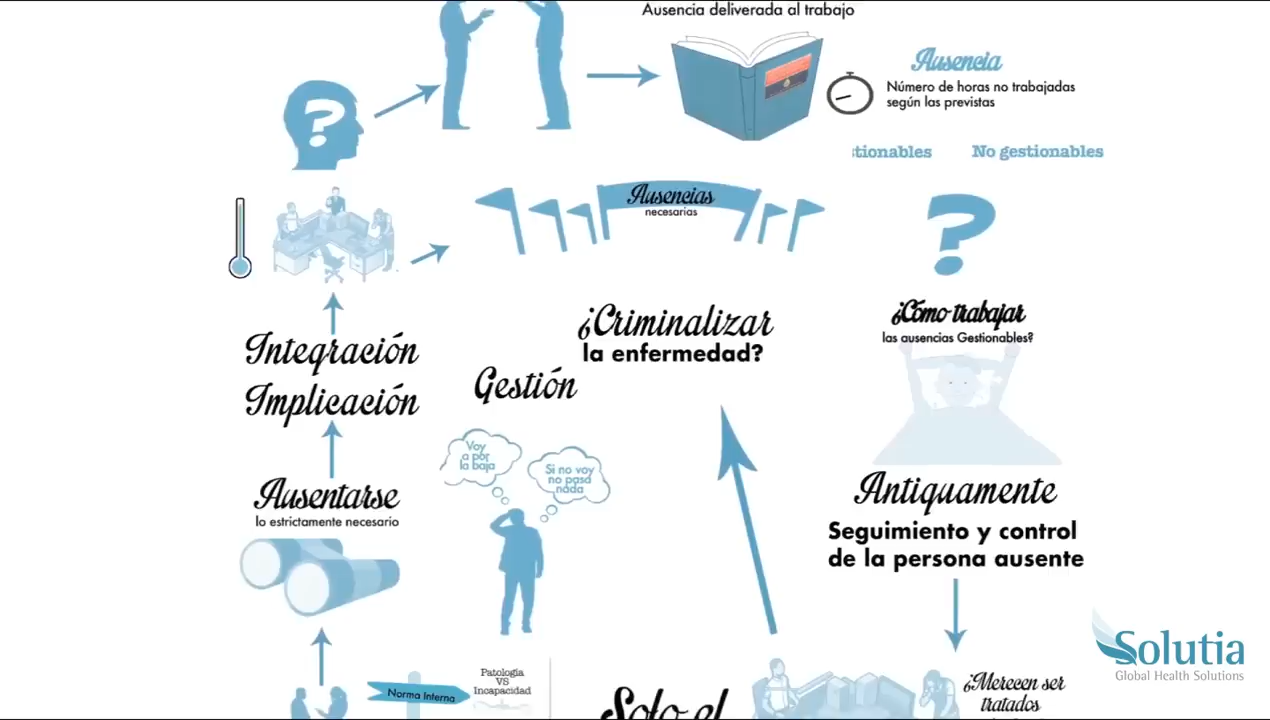 Ausencia deliverada al trabajo
Ausencia
Número de horas no trabajadas
según las previstas
tionables
No gestionables
Ausencias
necesarias
?
?
¿Cómo trabajar
las ausencias Gestionables?
¿Criminalizar
la enfermedad?
Integración
Implicación
Gestión
Voy
a por
la baja
Si no voy
no pasa
nada
Ausentarse
lo estrictamente necesario
Antiguamente
Seguimiento y control
de la persona ausente
Norma Interna
Patología
VS
Incapacidad
Solo el
¿Merecen ser
tratados
Solutia
Global Health Solutions